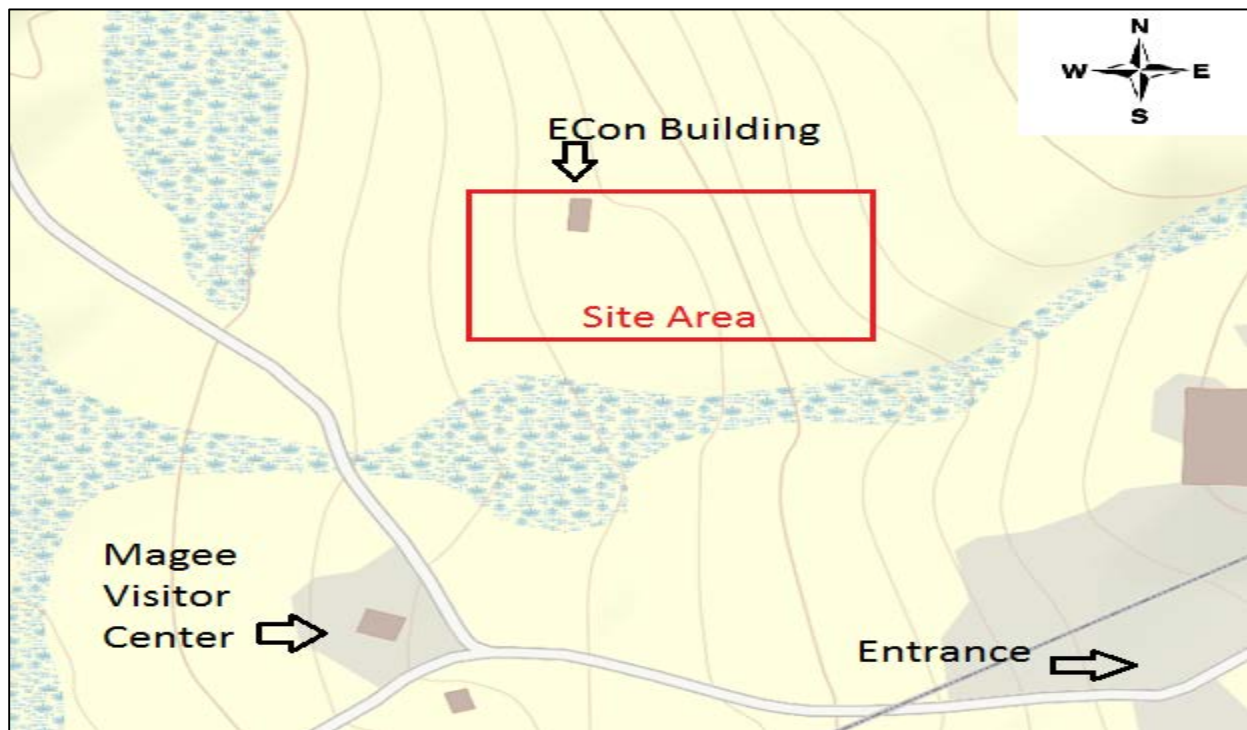 N
W E
S
ECon Building
Site Area
Magee
Visitor
Center
Entrance